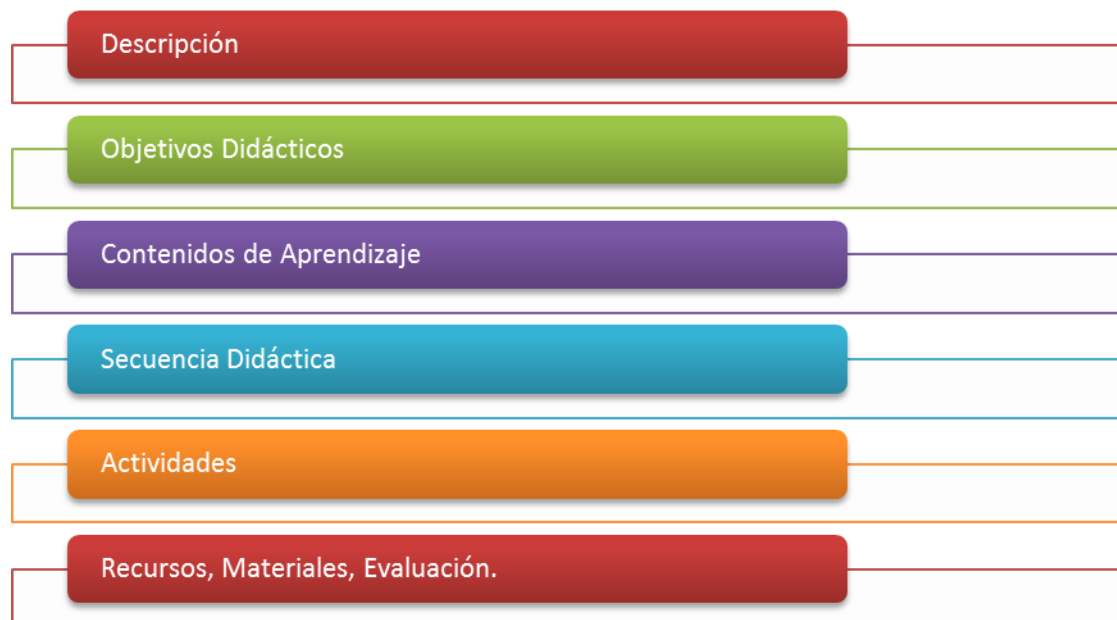 Descripción
Objetivos Didácticos
Contenidos de Aprendizaje
Secuencia Didáctica
Actividades
Recursos, Materiales, Evaluación.